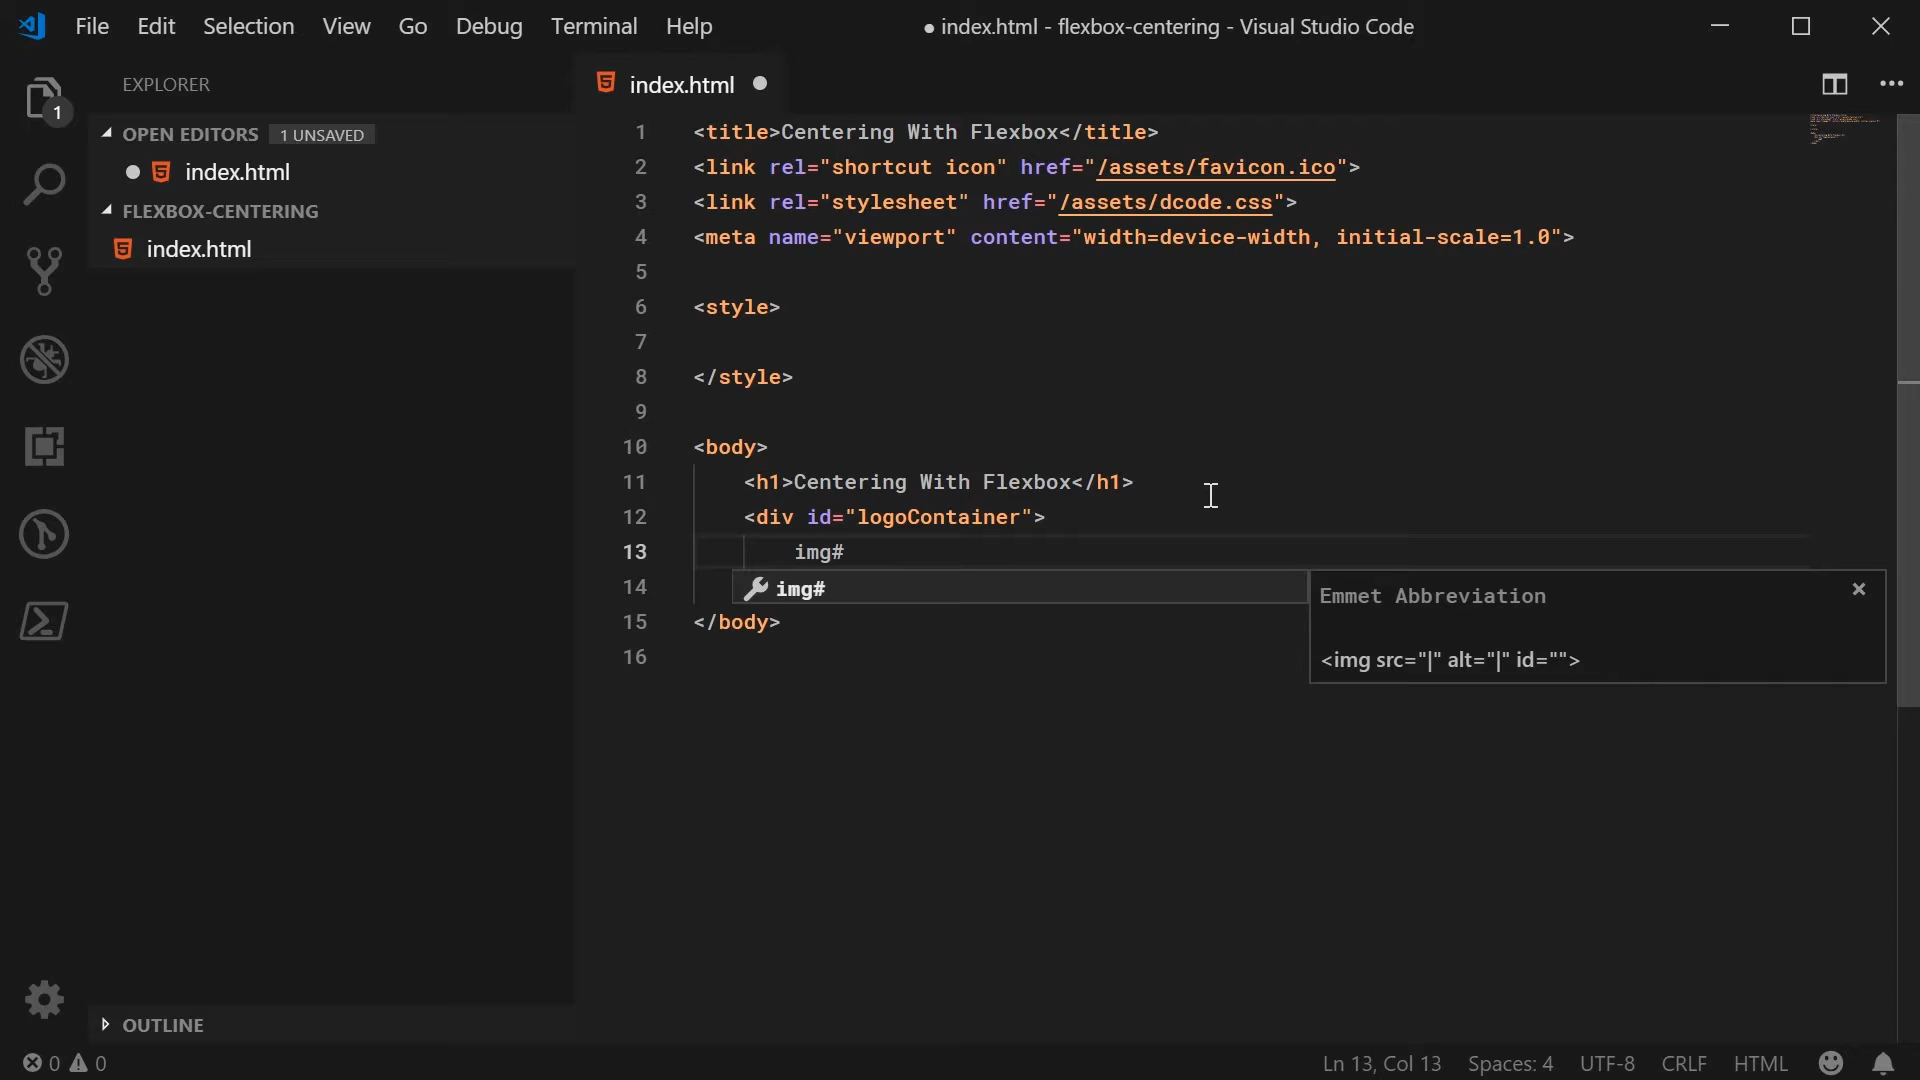 File Edit Selection View Go Debug Terminal Help
● index.html - flexbox-centering - Visual Studio Code
1
EXPLORER
OPEN EDITORS 1 UNSAVED
index.html
FLEXBOX-CENTERING
index.html
OUTLINE
index.html
1 <title>Centering With Flexbox</title>
2 <link rel="shortcut icon" href="/assets/favicon.ico">
3 <link rel="stylesheet" href="/assets/dcode.css">
4 <meta name="viewport" content="width=device-width, initial-scale=1.0">
5
6 <style>
7
8 </style>
9
10 <body>
11 <h1>Centering With Flexbox</h1>
12 <div id="logoContainer">
13 img#
14 img#
Emmet Abbreviation
<img src="|" alt="|" id="">
15 </body>
16
0 0
Ln 13, Col 13 Spaces: 4 UTF-8 CRLF HTML